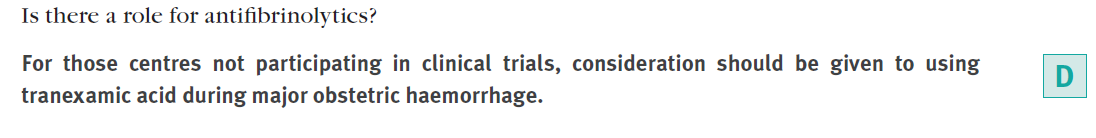 Is there a role for antifibrinolytics?
For those centres not participating in clinical trials, consideration should be given to using
tranexamic acid during major obstetric haemorrhage.
D